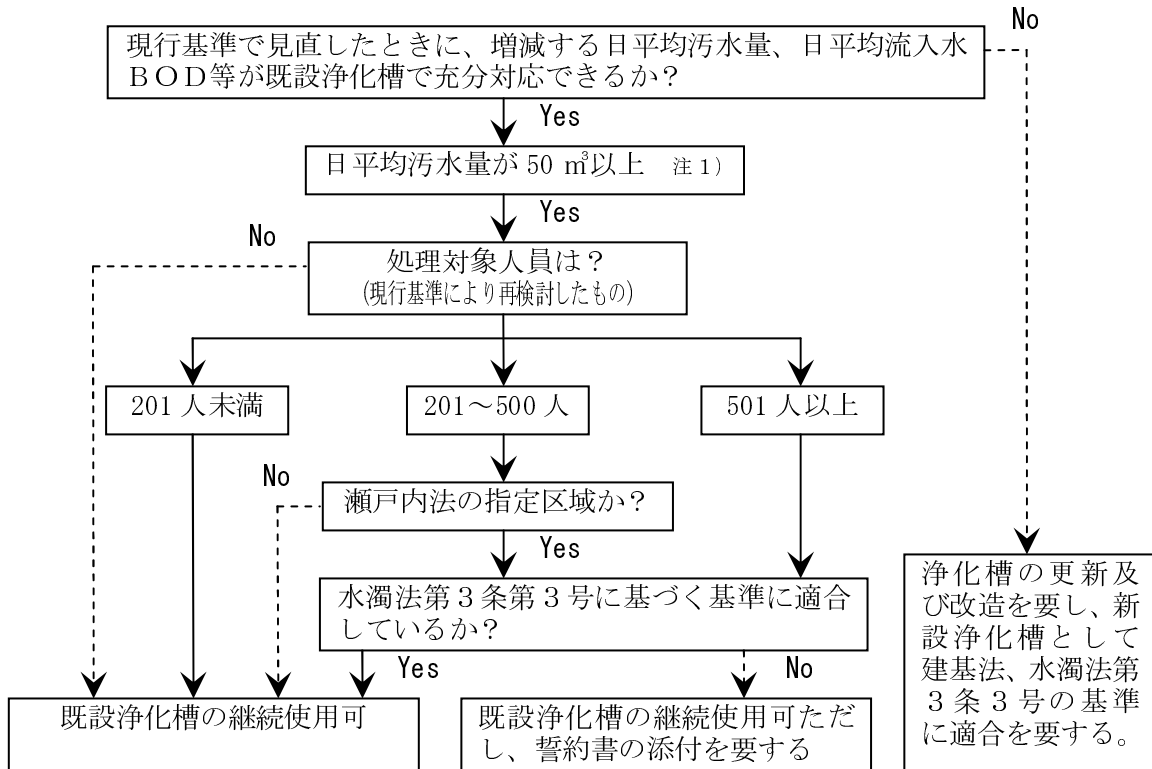 No
現行基準で見直したときに、増減する日平均汚水量、日平均流入水
ＢＯＤ等が既設浄化槽で充分対応できるか？
Yes
日平均汚水量が 50 ㎥以上　注１）
Yes
No
処理対象人員は？
(現行基準により再検討したもの)
201 人未満
201～500 人
501 人以上
No
瀬戸内法の指定区域か？
Yes
水濁法第３条第３号に基づく基準に適合
しているか？
Yes
No
既設浄化槽の継続使用可
既設浄化槽の継続使用可ただ
し、誓約書の添付を要する
浄化槽の更新及
び改造を要し、新
設浄化槽として
建基法、水濁法第
３条３号の基準
に適合を要する。